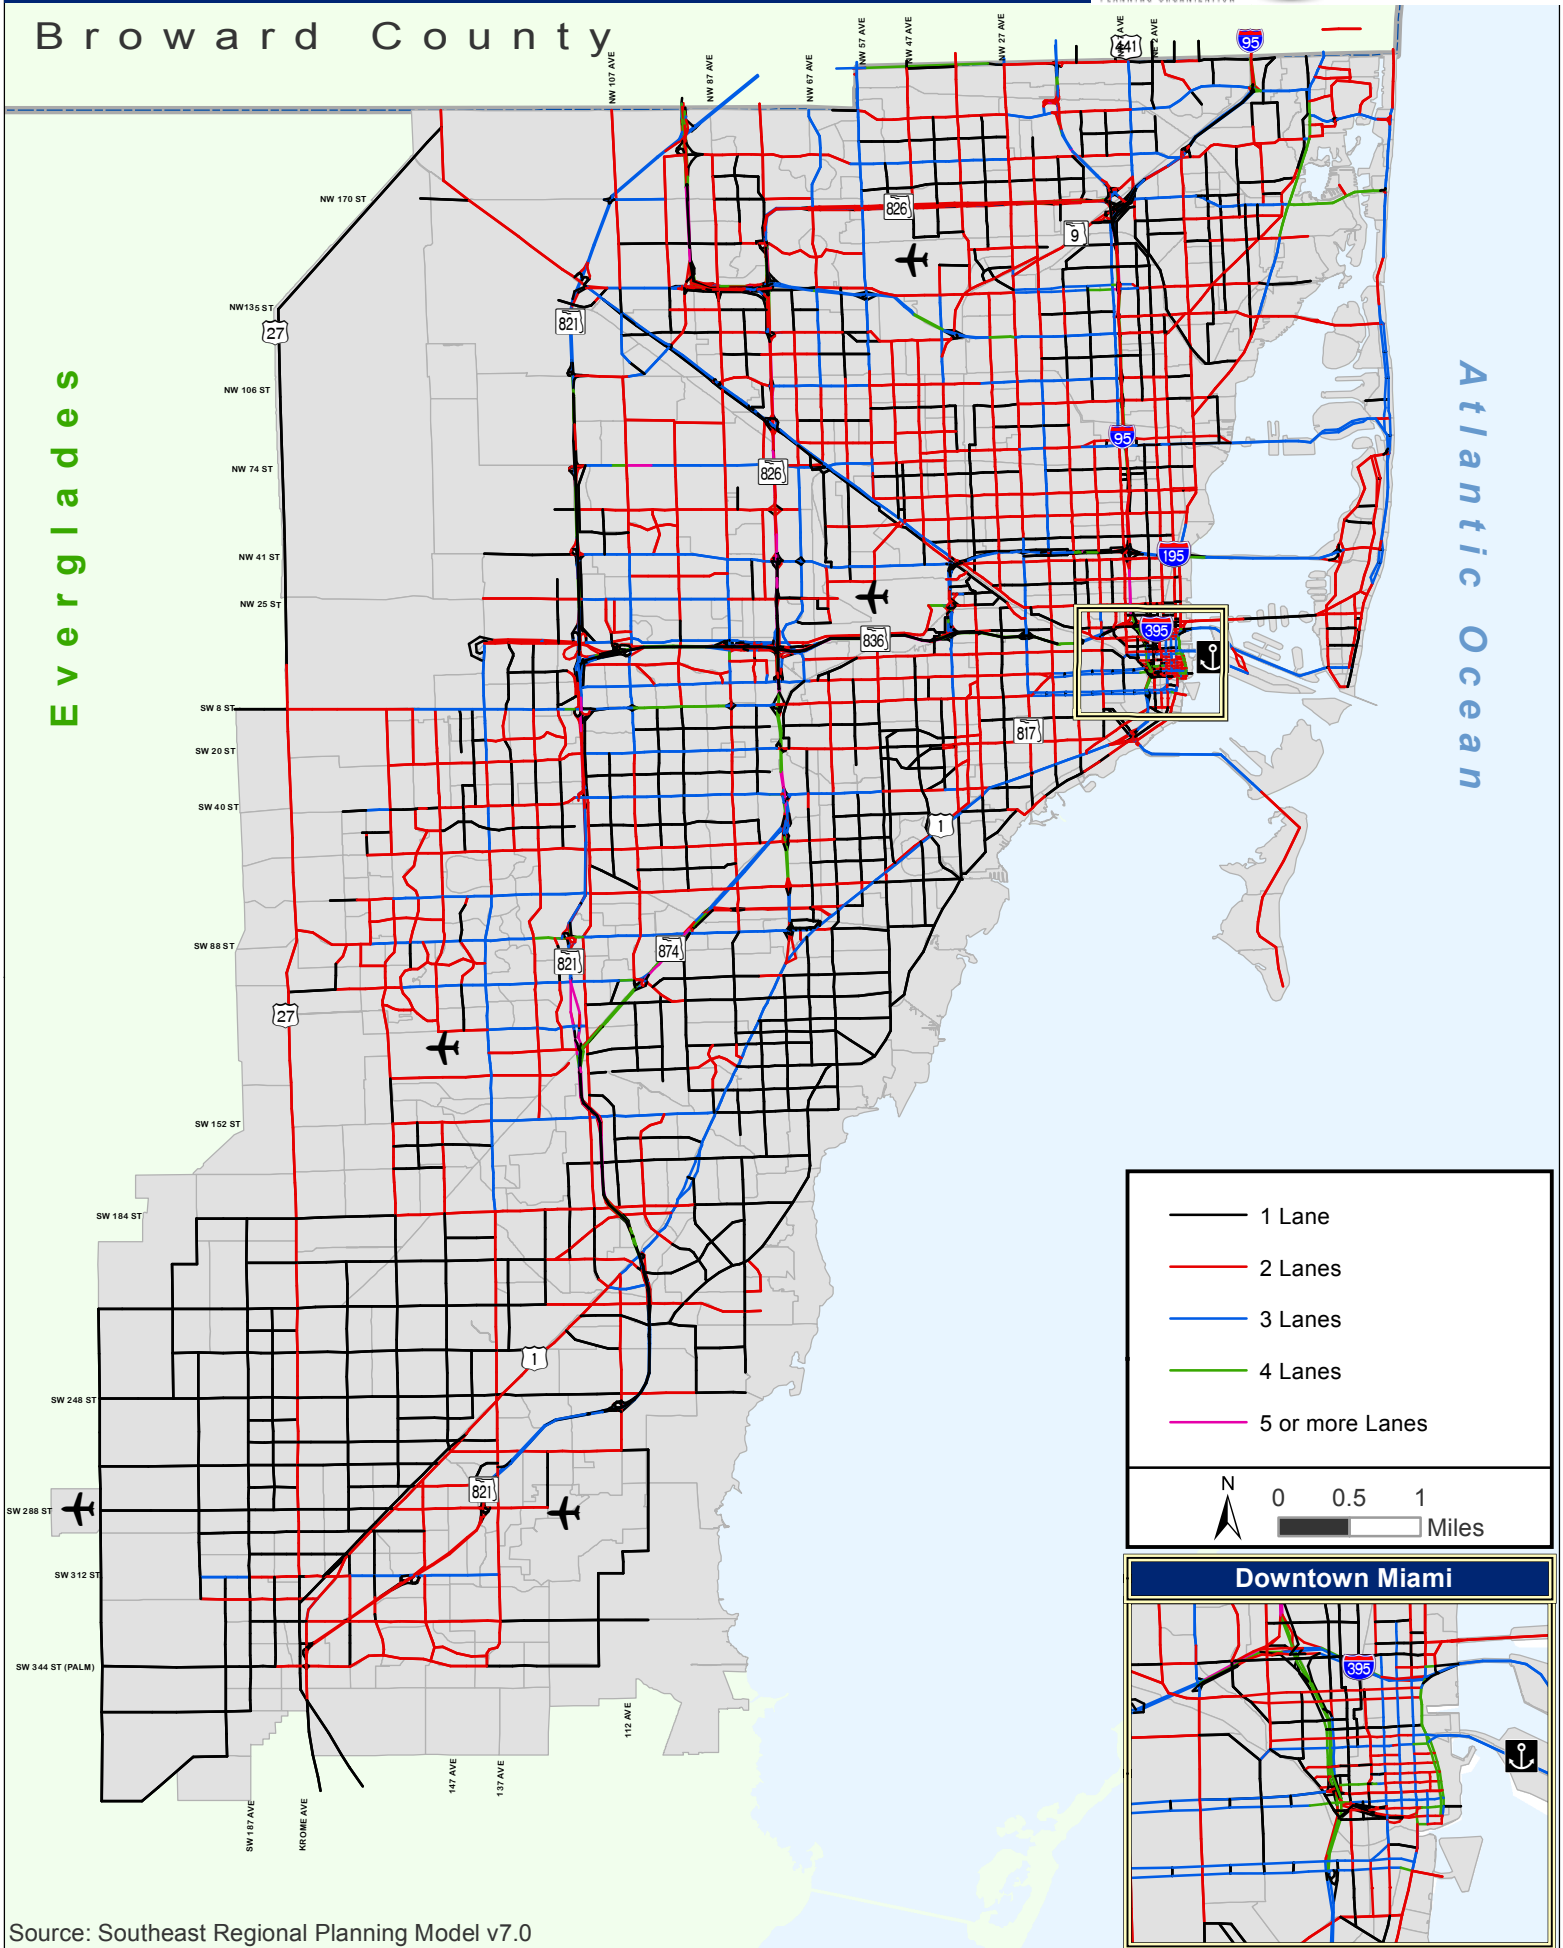 Broward County
NW 57 AVE
NW 47 AVE
NW 27 AVE
NE 2 AVE
441
95
NW 107 AVE
NW 87 AVE
NW 67 AVE
NW 170 ST
826
9
NW135 ST
27
821
Everglades
Atlantic Ocean
NW 106 ST
95
NW 74 ST
826
NW 41 ST
195
NW 25 ST
836
395
SW 8 ST
817
SW 20 ST
SW 40 ST
1
SW 88 ST
821
874
27
SW 152 ST
SW 184 ST
1 Lane
2 Lanes
3 Lanes
4 Lanes
5 or more Lanes
N
0 0.5 1
Miles
1
SW 248 ST
821
SW 288 ST
SW 312 ST
Downtown Miami
395
SW 344 ST (PALM)
112 AVE
147 AVE
137 AVE
SW 187 AVE
KROME AVE
Source: Southeast Regional Planning Model v7.0